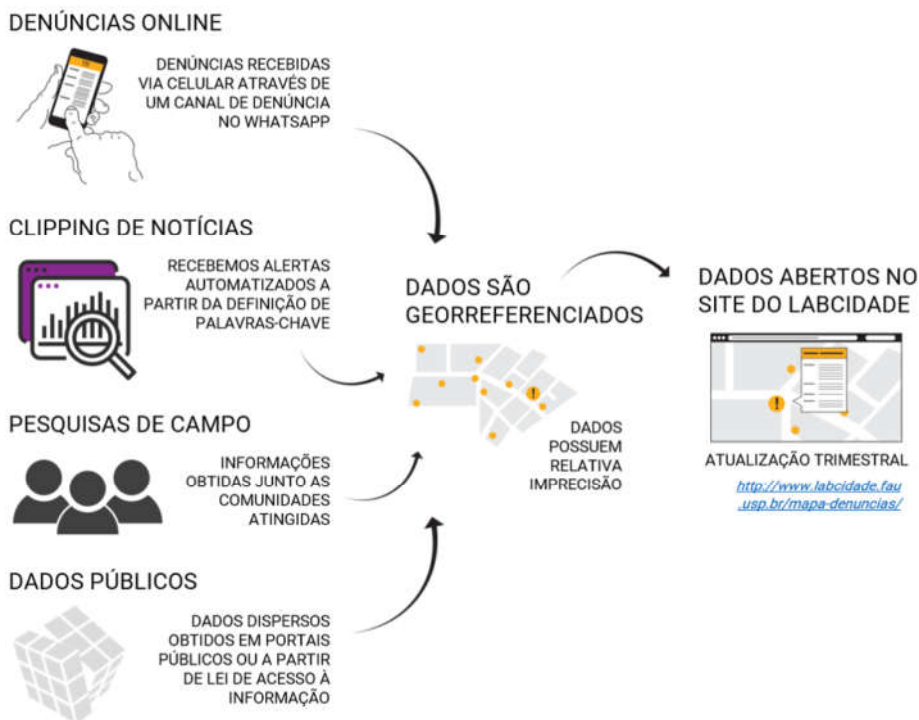 DENÚNCIAS ONLINE
DENÚNCIAS RECEBIDAS
VIA CELULAR ATRAVÉS DE
UM CANAL DE DENÚNCIA
NO WHATSAPP
CLIPPING DE NOTÍCIAS
RECEBEMOS ALERTAS
AUTOMATIZADOS A
PARTIR DA DEFINIÇÃO DE
PALAVRAS-CHAVE
PESQUISAS DE CAMPO
INFORMAÇÕES
OBTIDAS JUNTO AS
COMUNIDADES
ATINGIDAS
DADOS PÚBLICOS
DADOS DISPERSOS
OBTIDOS EM PORTAIS
PÚBLICOS OU A PARTIR
DE LEI DE ACESSO À
INFORMAÇÃO
DADOS SÃO
GEORREFERENCIADOS
!
DADOS
POSSUEM
RELATIVA
IMPRECISÃO
DADOS ABERTOS NO
SITE DO LABCIDADE
!
ATUALIZAÇÃO TRIMESTRAL
http://www.labcidade.fau
.usp.br/mapa-denuncias/